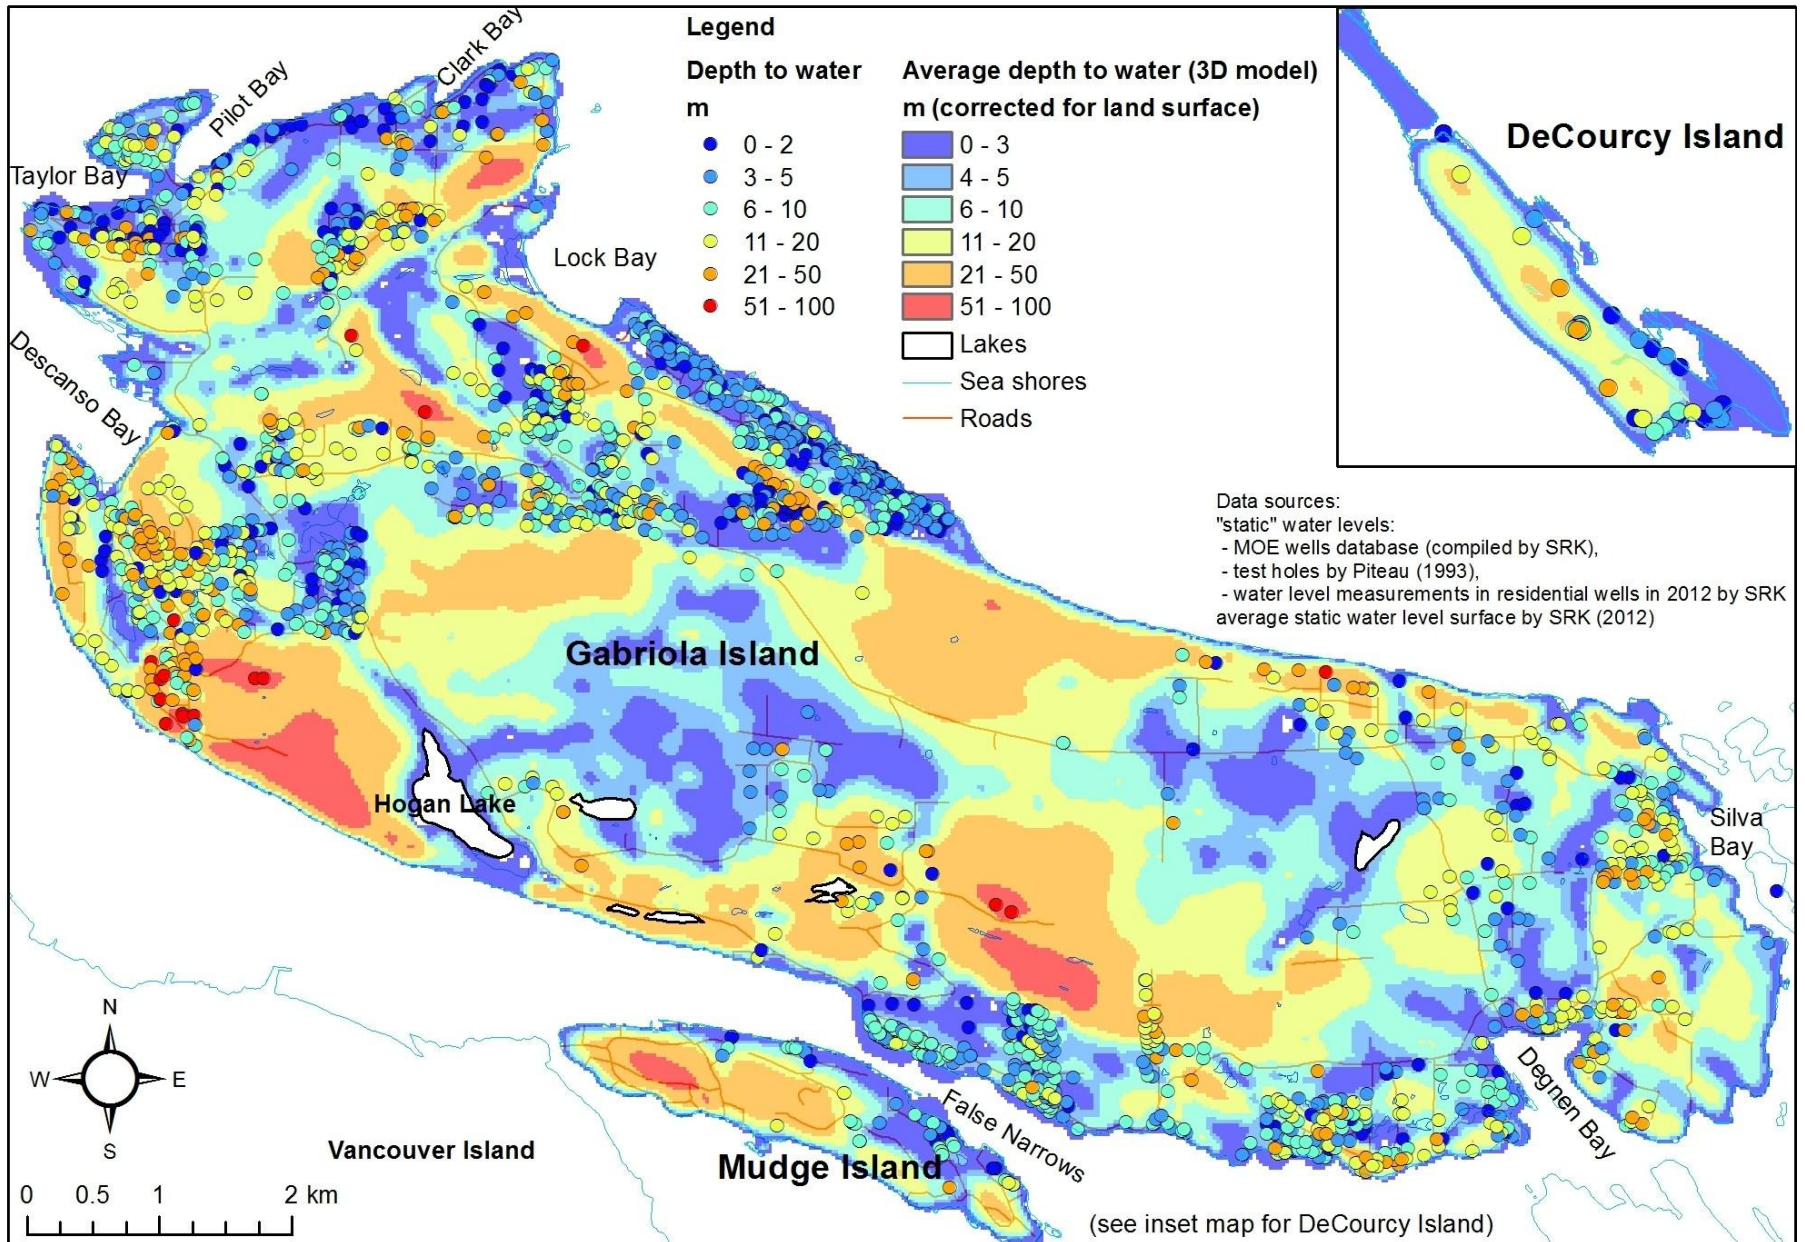 Legend
Depth to water
m
0 - 2
3 - 5
6 - 10
11 - 20
21 - 50
51 - 100
Average depth to water (3D model)
m (corrected for land surface)
0 - 3
4 - 5
6 - 10
11 - 20
21 - 50
51 - 100
Lakes
Sea shores
Roads
DeCourcy Island
Clark Bay
Pilot Bay
Taylor Bay
Lock Bay
Descanso Bay
Data sources:
"static" water levels:
- MOE wells database (compiled by SRK),
- test holes by Piteau (1993),
- water level measurements in residential wells in 2012 by SRK
average static water level surface by SRK (2012)
Gabriola Island
Hogan Lake
Silva
Bay
Degnen Bay
False Narrows
Mudge Island
Vancouver Island
N
W
E
S
0 0.5 1 2 km
(see inset map for DeCourcy Island)